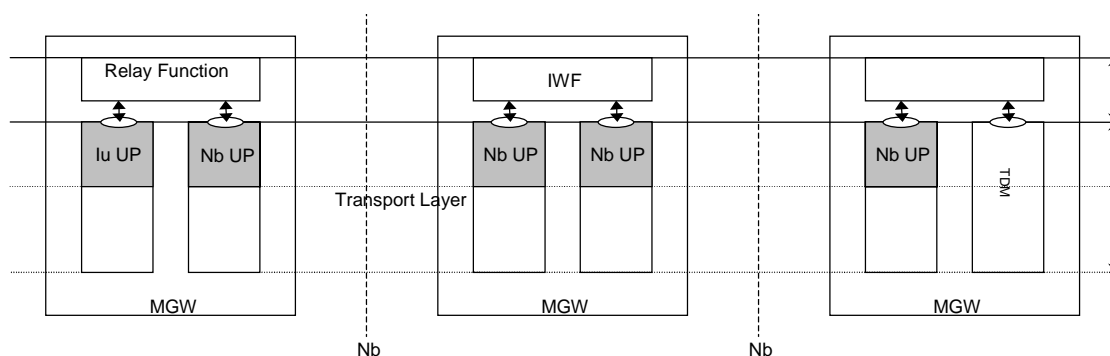 Relay Function
IWF
Iu UP
Nb UP
Nb UP
Nb UP
Nb UP
TDM
Transport Layer
MGW
MGW
MGW
Nb
Nb